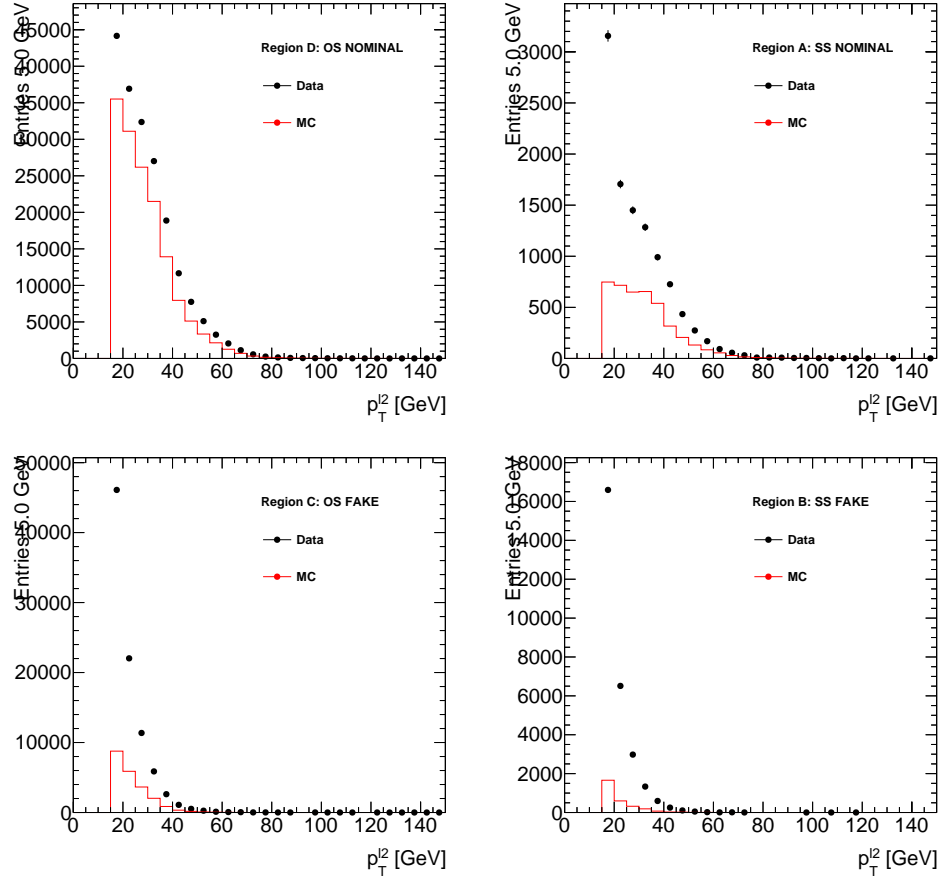 Entries 5.0 GeV
45000
40000
35000
30000
25000
20000
15000
10000
5000
0
Region D: OS NOMINAL
Data
MC
0 20 40 60 80 100 120 140
p_T^l2 [GeV]
Entries 5.0 GeV
3000
2500
2000
1500
1000
500
0
Region A: SS NOMINAL
Data
MC
0 20 40 60 80 100 120 140
p_T^l2 [GeV]
Entries 5.0 GeV
50000
40000
30000
20000
10000
0
Region C: OS FAKE
Data
MC
0 20 40 60 80 100 120 140
p_T^l2 [GeV]
Entries 5.0 GeV
18000
16000
14000
12000
10000
8000
6000
4000
2000
0
Region B: SS FAKE
Data
MC
0 20 40 60 80 100 120 140
p_T^l2 [GeV]